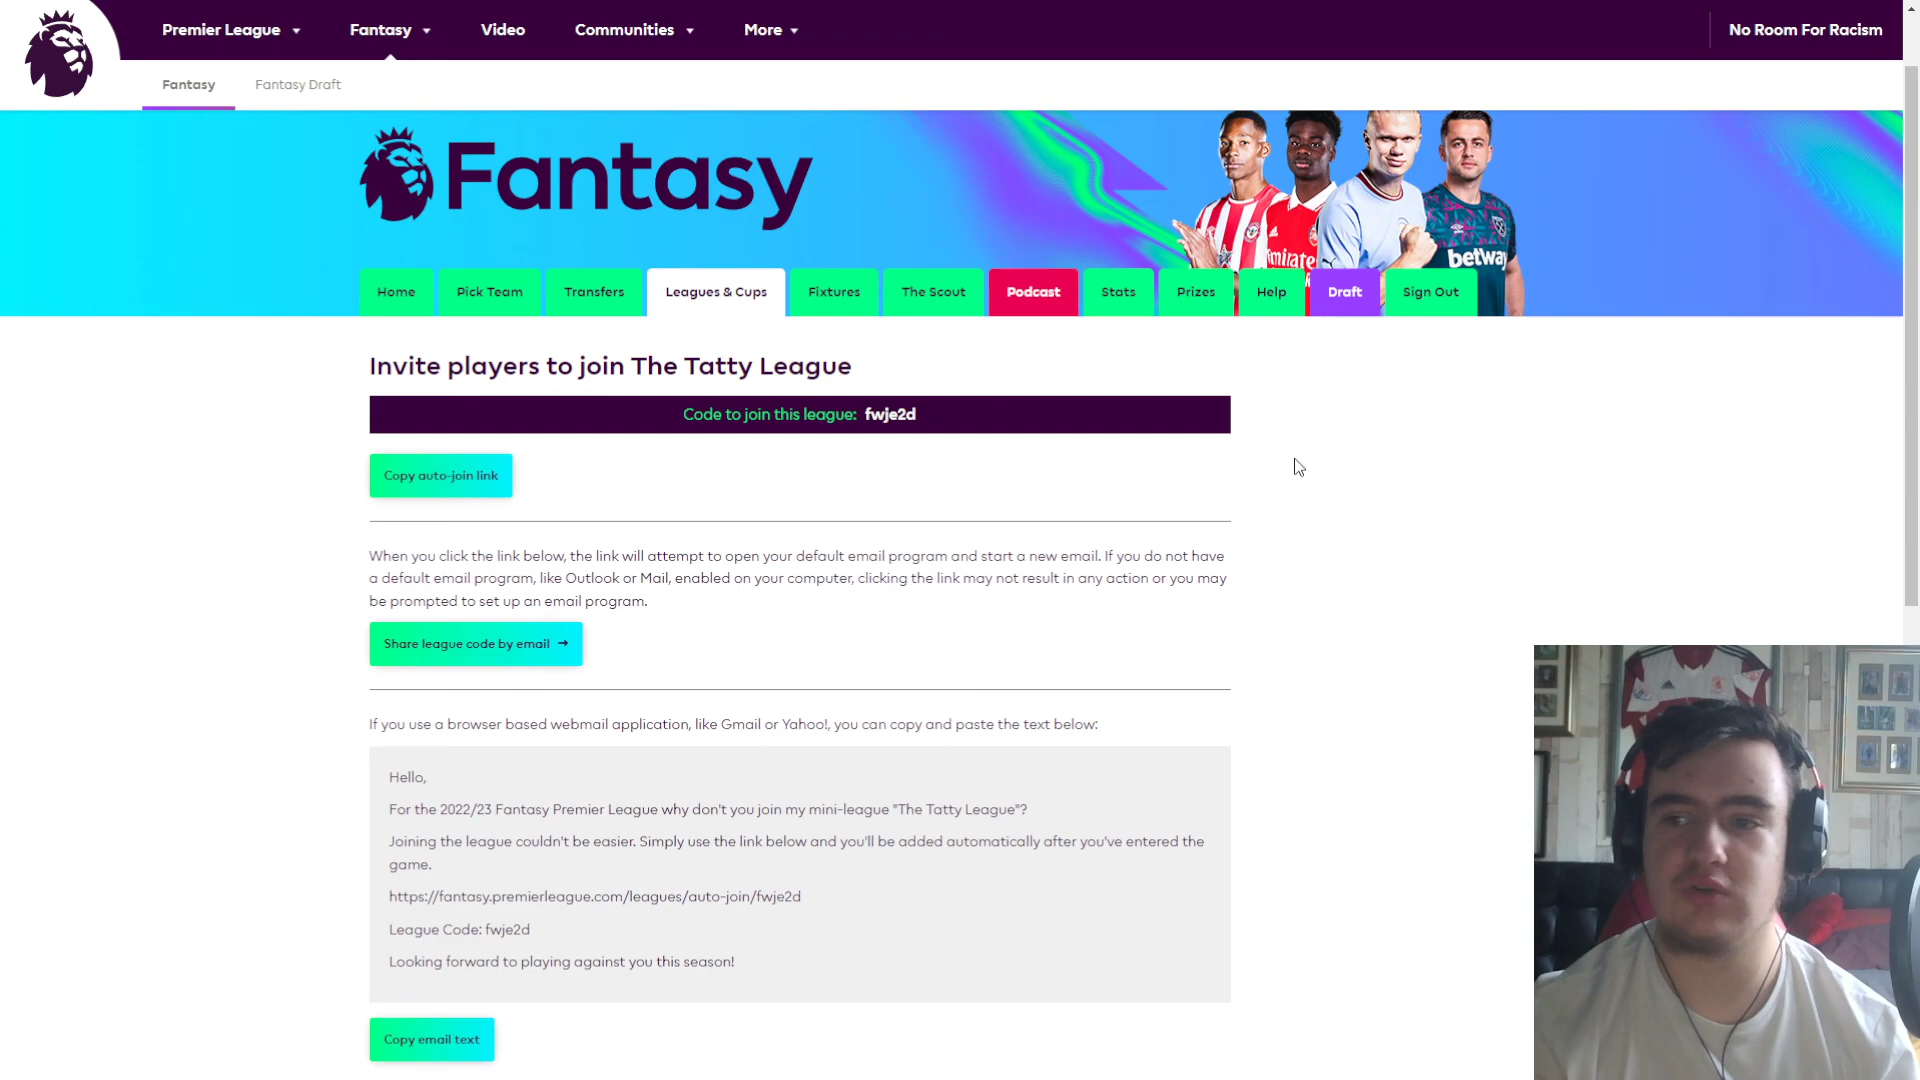 Premier League
Fantasy
Video
Communities
More
No Room For Racism
Fantasy
Fantasy Draft
Fantasy
betway
Home
Pick Team
Transfers
Leagues & Cups
Fixtures
The Scout
Podcast
Stats
Prizes
Help
Draft
Sign Out
Invite players to join The Tatty League
Code to join this league: fwje2d
Copy auto-join link
When you click the link below, the link will attempt to open your default email program and start a new email. If you do not have
a default email program, like Outlook or Mail, enabled on your computer, clicking the link may not result in any action or you may
be prompted to set up an email program.
Share league code by email →
If you use a browser based webmail application, like Gmail or Yahoo!, you can copy and paste the text below:
Hello,
For the 2022/23 Fantasy Premier League why don't you join my mini-league "The Tatty League"?
Joining the league couldn't be easier. Simply use the link below and you'll be added automatically after you've entered the
game.
https://fantasy.premierleague.com/leagues/auto-join/fwje2d
League Code: fwje2d
Looking forward to playing against you this season!
Copy email text